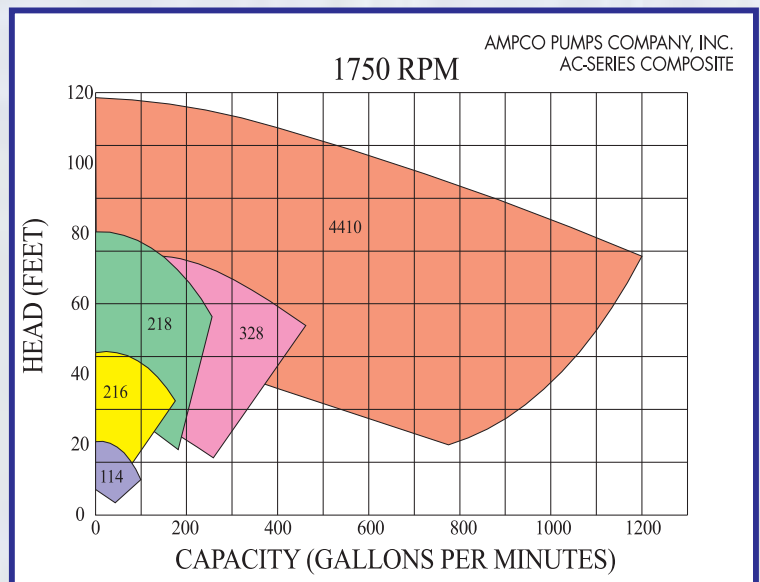 AMPCO PUMPS COMPANY, INC.
AC-SERIES COMPOSITE
1750 RPM
HEAD (FEET)
120
100
80
60
40
20
0
4410
218
328
216
114
0 200 400 600 800 1000 1200
CAPACITY (GALLONS PER MINUTES)